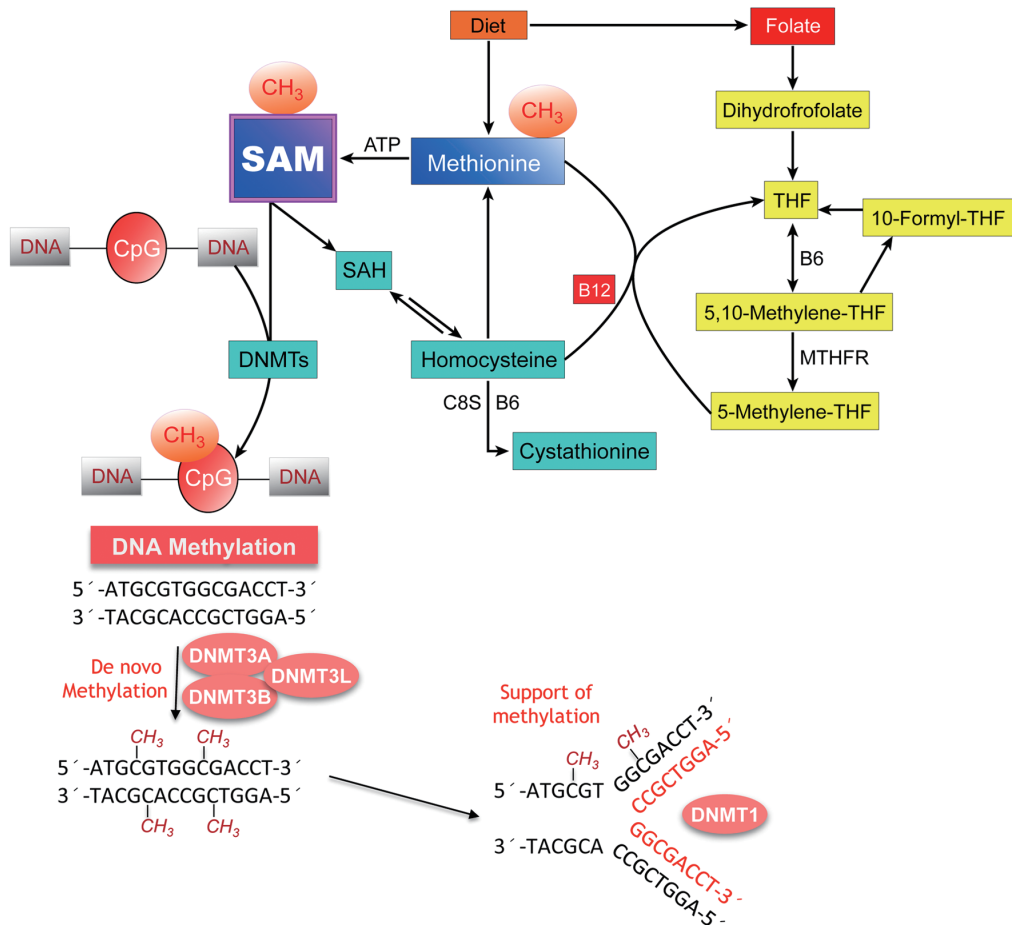 Diet
Folate
CH3
CH3
Dihydrofrofolate
SAM
ATP
Methionine
THF
10-Formyl-THF
DNA
CpG
DNA
SAH
B12
B6
5,10-Methylene-THF
DNMTs
Homocysteine
MTHFR
C8S
B6
5-Methylene-THF
CH3
Cystathionine
DNA
CpG
DNA
DNA Methylation
5´-ATGCGTGGCGACCT-3´
3´-TACGCACCGCTGGA-5´
De novo
Methylation
DNMT3A
DNMT3L
DNMT3B
CH3
CH3
5´-ATGCGTGGCGACCT-3´
3´-TACGCACCGCTGGA-5´
CH3
CH3
Support of
methylation
CH3
CH3
5´-ATGCGT
GGCGACCT-3´
CCGCTGGA-5´
DNMT1
3´-TACGCA
GGCGACCT-3´
CCGCTGGA-5´